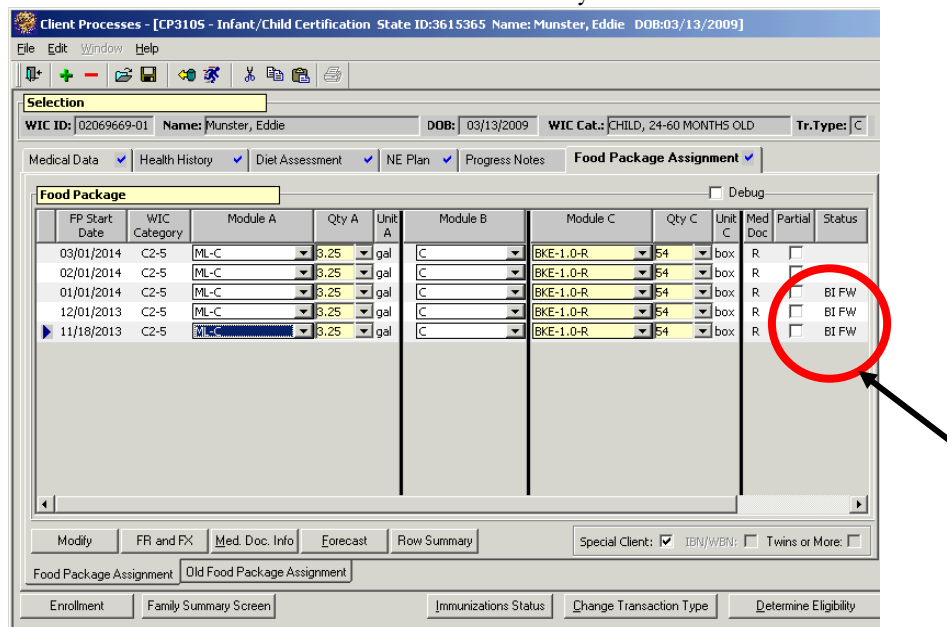 Client Processes - [CP310S - Infant/Child Certification State ID:3615365 Name: Munster, Eddie DOB:03/13/2009]
File Edit Window Help
Selection
WIC ID: 02069669-01 Name: Munster, Eddie DOB: 03/13/2009 WIC Cat.: CHILD, 24-60 MONTHS OLD Tr.Type: C
Medical Data Health History Diet Assessment NE Plan Progress Notes Food Package Assignment
Food Package Debug
FP Start Date WIC Category Module A Qty A Unit A Module B Module C Qty C Unit C Med Doc Partial Status
03/01/2014 C2-5 ML-C 3.25 gal C BKE-1.0-R 54 box R
02/01/2014 C2-5 ML-C 3.25 gal C BKE-1.0-R 54 box R
01/01/2014 C2-5 ML-C 3.25 gal C BKE-1.0-R 54 box R BI FW
12/01/2013 C2-5 ML-C 3.25 gal C BKE-1.0-R 54 box R BI FW
11/18/2013 C2-5 ML-C 3.25 gal C BKE-1.0-R 54 box R BI FW
Modify FR and FX Med. Doc. Info Forecast Row Summary Special Client: IBN/WBN: Twins or More:
Food Package Assignment Old Food Package Assignment
Enrollment Family Summary Screen Immunizations Status Change Transaction Type Determine Eligibility